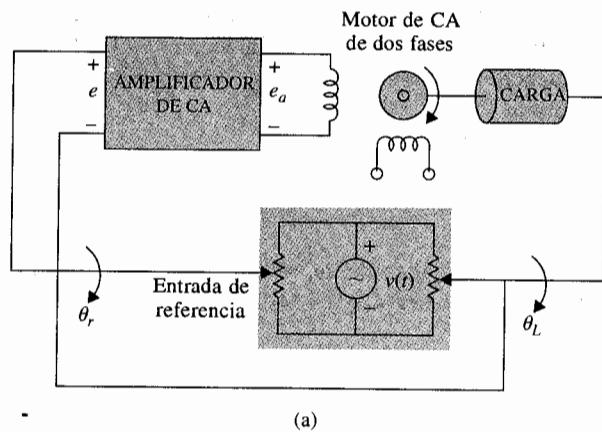 Motor de CA
de dos fases
+
+
AMPLIFICADOR
DE CA
e
e_a
−
−
CARGA
+
v(t)
−
Entrada de
referencia
θ_r
θ_L
(a)